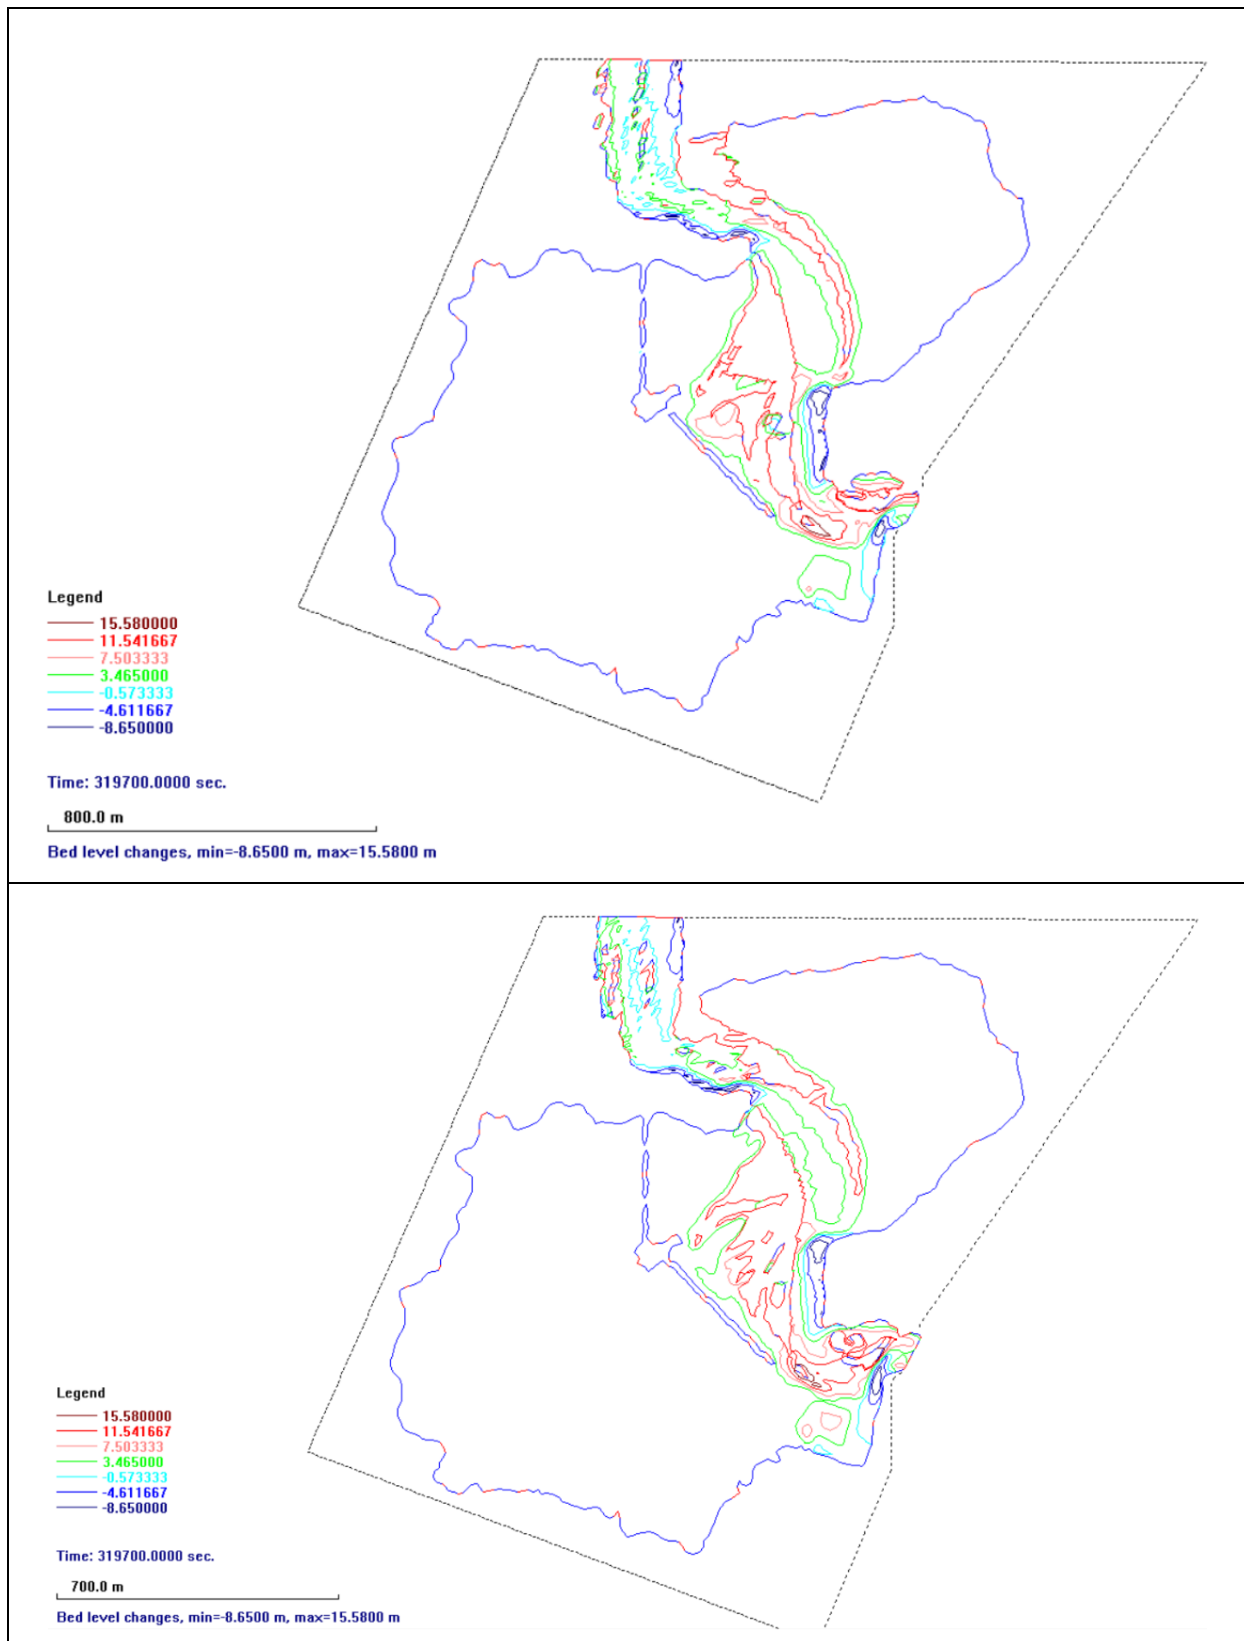 Legend
15.580000
11.541667
7.503333
3.465000
-0.573333
-4.611667
-8.650000
Time: 319700.0000 sec.
800.0 m
Bed level changes, min=-8.6500 m, max=15.5800 m
Legend
15.580000
11.541667
7.503333
3.465000
-0.573333
-4.611667
-8.650000
Time: 319700.0000 sec.
700.0 m
Bed level changes, min=-8.6500 m, max=15.5800 m